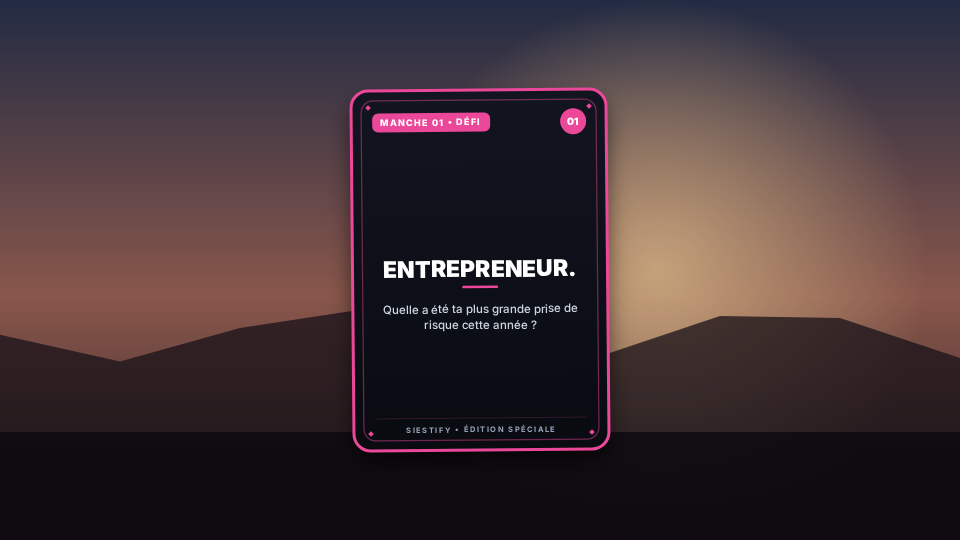 MANCHE 01 • DÉFI
01
ENTREPRENEUR.
Quelle a été ta plus grande prise de
risque cette année ?
SIESTIFY • ÉDITION SPÉCIALE